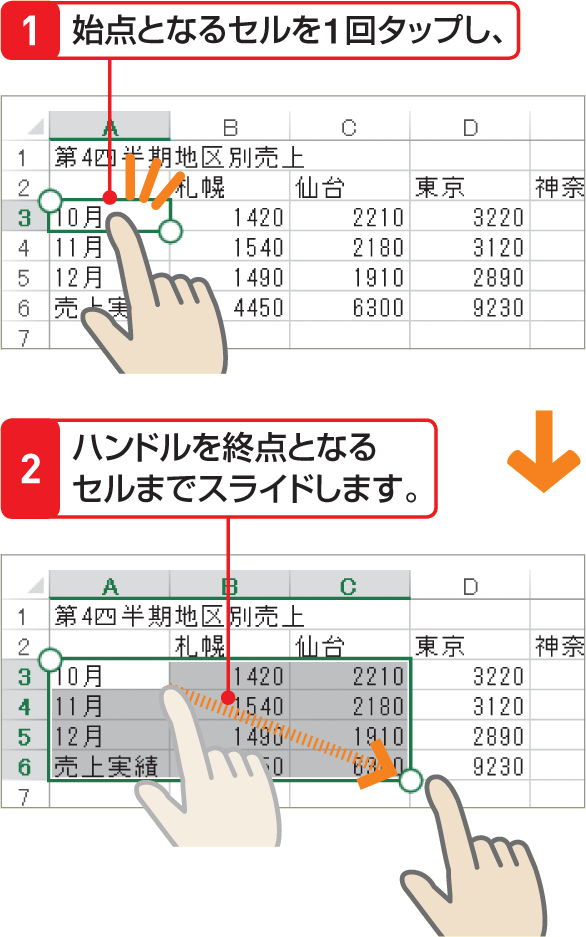 1 始点となるセルを1回タップし、
A B C D
1 第4四半期地区別売上
2 札幌 仙台 東京 神奈
3 10月 1420 2210 3220
4 11月 1540 2180 3120
5 12月 1490 1910 2890
6 売上実 4450 6300 9230
7
2 ハンドルを終点となる
セルまでスライドします。
A B C D
1 第4四半期地区別売上
2 札幌 仙台 東京 神奈
3 10月 1420 2210 3220
4 11月 1540 2180 3120
5 12月 1490 1910 2890
6 売上実績 50 9230
7